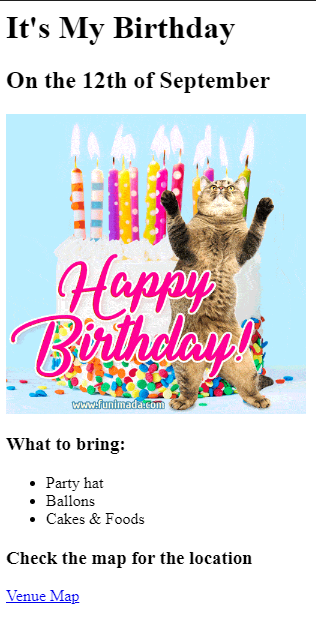 It's My Birthday
On the 12th of September
Happy
Birthday!
www.funimada.com
What to bring:
Party hat
Ballons
Cakes & Foods
Check the map for the location
Venue Map